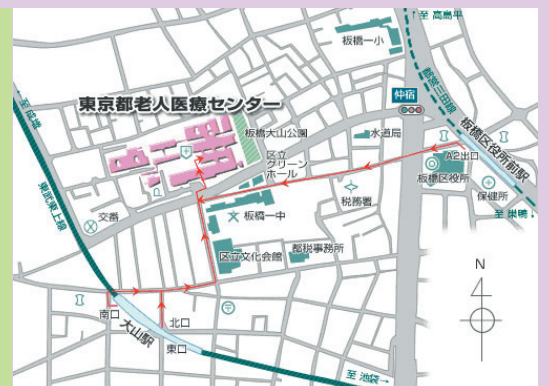 ↑至 高島平
板橋一小
都営三田線
仲宿
←至 成増
東京都老人医療センター
板橋大山公園
水道局
板橋区役所前駅
区立
グリーン
ホール
A2出口
板橋区役所
税務署
保健所
至 巣鴨
東武東上線
交番
板橋一中
都税事務所
区立文化会館
N
南口
北口
大山駅
東口
至 池袋→